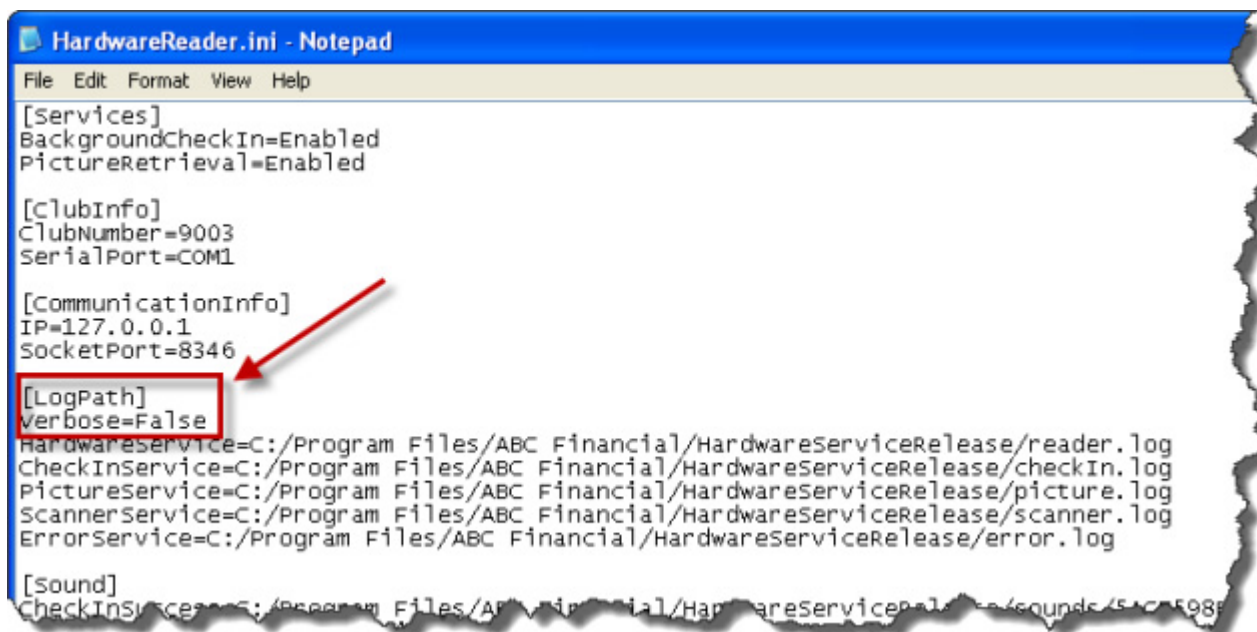 HardwareReader.ini - Notepad
File Edit Format View Help
[Services]
BackgroundCheckIn=Enabled
PictureRetrieval=Enabled
[ClubInfo]
ClubNumber=9003
SerialPort=COM1
[CommunicationInfo]
IP=127.0.0.1
SocketPort=8346
[LogPath]
Verbose=False
HardwareService=C:/Program Files/ABC Financial/HardwareServiceRelease/reader.log
CheckInService=C:/Program Files/ABC Financial/HardwareServiceRelease/checkIn.log
PictureService=C:/Program Files/ABC Financial/HardwareServiceRelease/picture.log
ScannerService=C:/Program Files/ABC Financial/HardwareServiceRelease/scanner.log
ErrorService=C:/Program Files/ABC Financial/HardwareServiceRelease/error.log
[Sound]